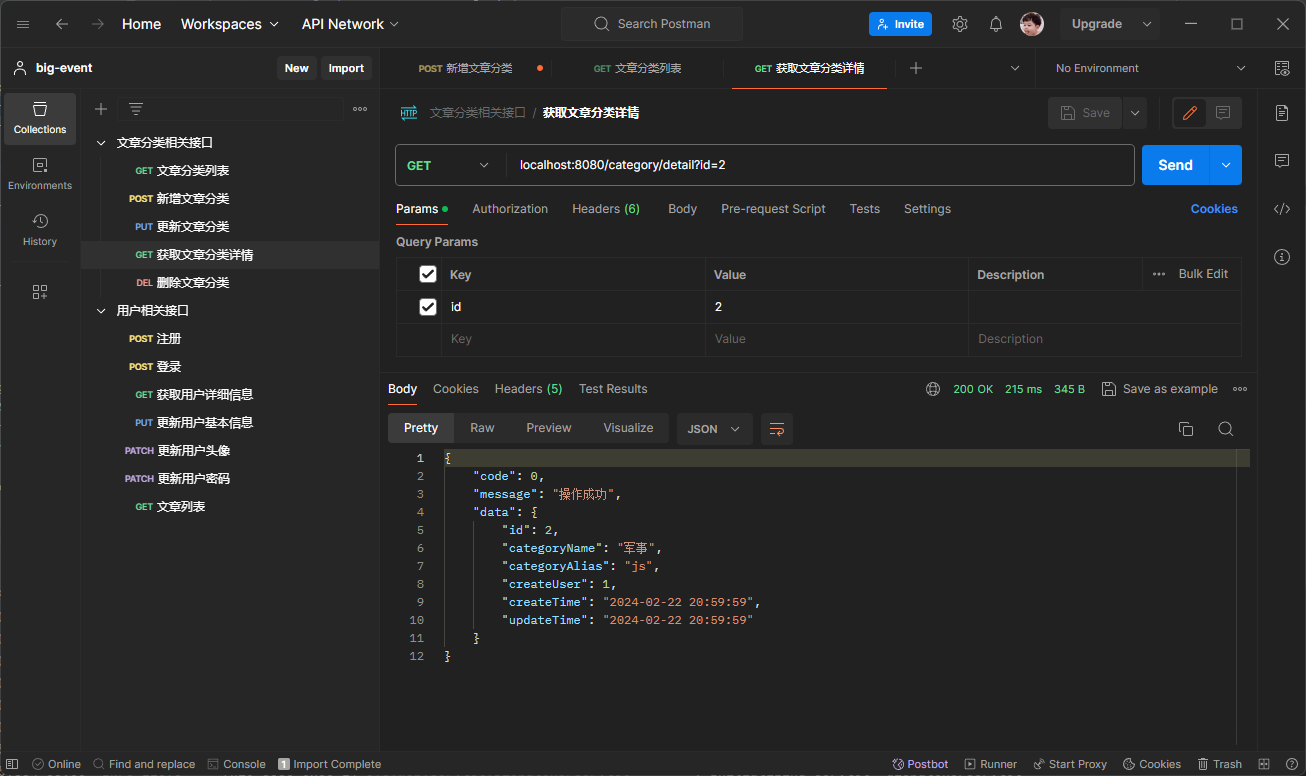 Home Workspaces API Network Search Postman Invite Upgrade
big-event New Import
POST 新增文章分类 GET 文章分类列表 GET 获取文章分类详情 No Environment
Collections
Environments
History
文章分类相关接口
GET 文章分类列表
POST 新增文章分类
PUT 更新文章分类
GET 获取文章分类详情
DEL 删除文章分类
用户相关接口
POST 注册
POST 登录
GET 获取用户详细信息
PUT 更新用户基本信息
PATCH 更新用户头像
PATCH 更新用户密码
GET 文章列表
HTTP 文章分类相关接口 / 获取文章分类详情 Save
GET localhost:8080/category/detail?id=2 Send
Params Authorization Headers (6) Body Pre-request Script Tests Settings Cookies
Query Params
Key Value Description Bulk Edit
id 2
Key Value Description
Body Cookies Headers (5) Test Results 200 OK 215 ms 345 B Save as example
Pretty Raw Preview Visualize JSON
1 {
2 "code": 0,
3 "message": "操作成功",
4 "data": {
5 "id": 2,
6 "categoryName": "军事",
7 "categoryAlias": "js",
8 "createUser": 1,
9 "createTime": "2024-02-22 20:59:59",
10 "updateTime": "2024-02-22 20:59:59"
11 }
12 }
Online Find and replace Console 1 Import Complete Postbot Runner Start Proxy Cookies Trash